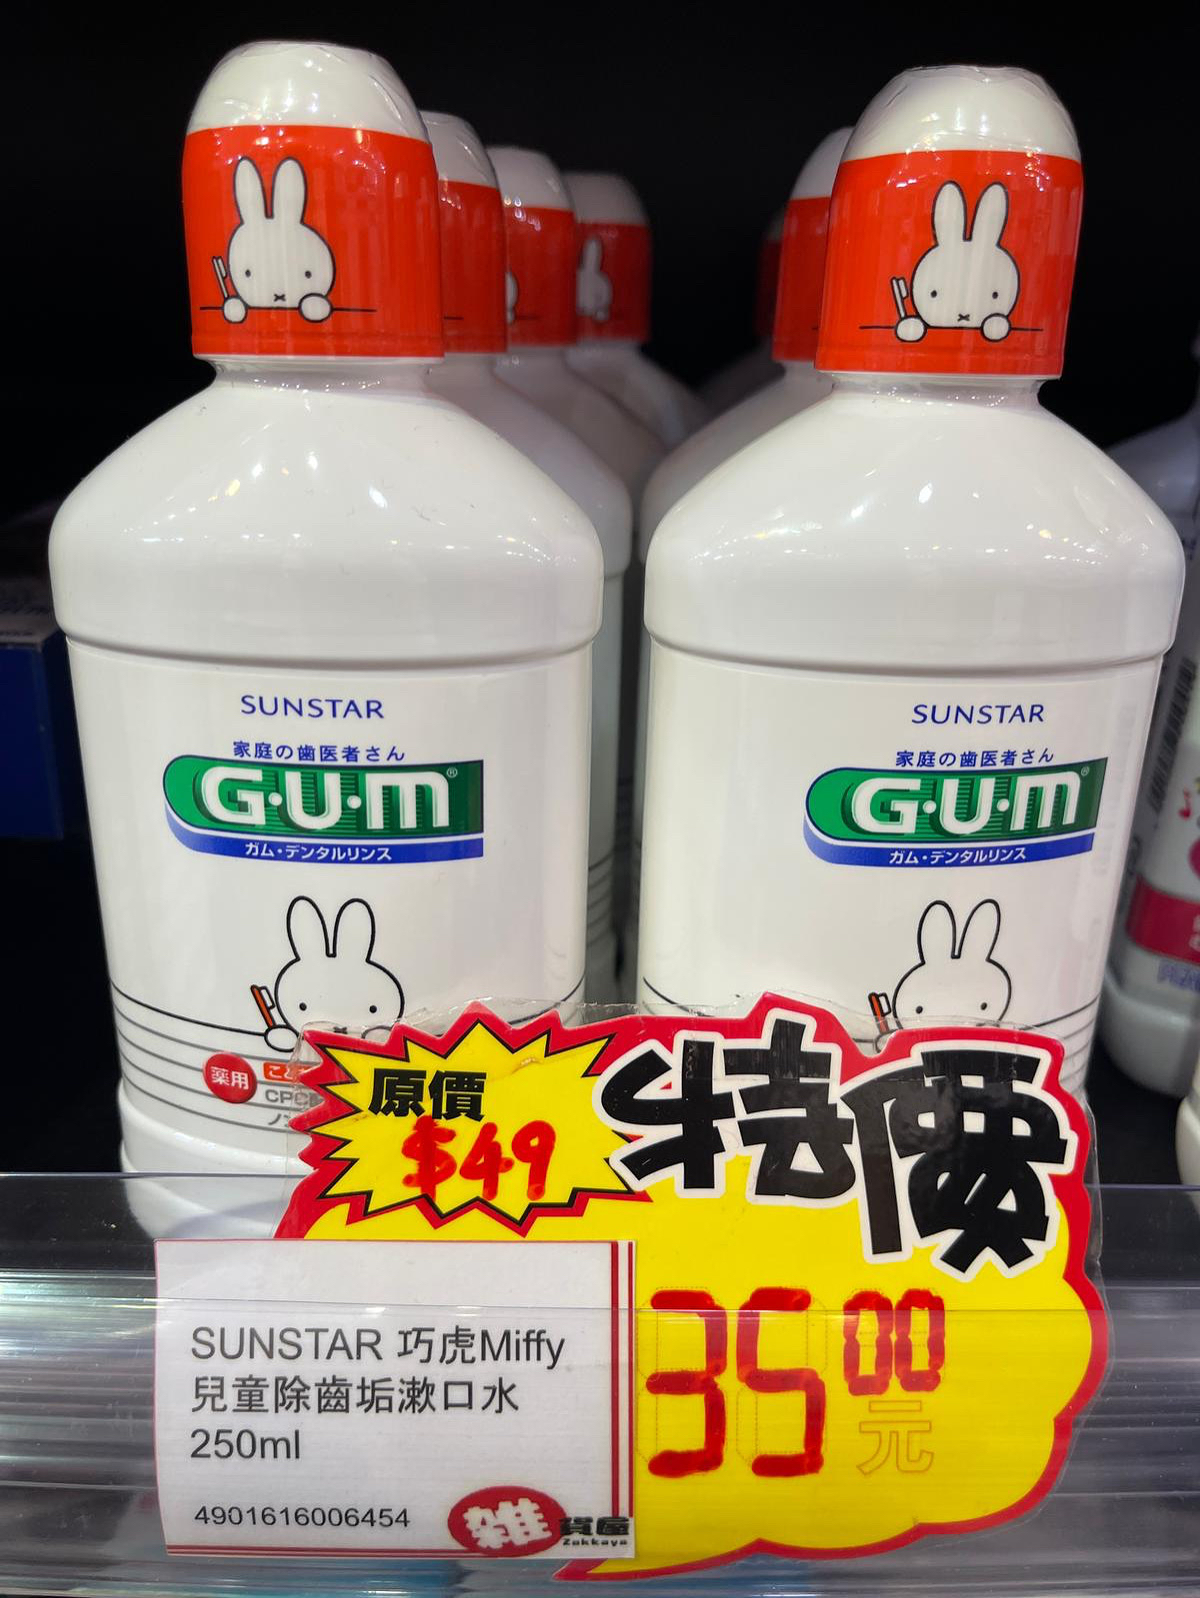 SUNSTAR
家庭の歯医者さん
G·U·M®
ガム・デンタルリンス
薬用
SUNSTAR
家庭の歯医者さん
G·U·M®
ガム・デンタルリンス
原價
$49
特價
35.00
元
SUNSTAR 巧虎Miffy
兒童除齒垢漱口水
250ml
4901616006454
雑 貨屋
Zakkaya